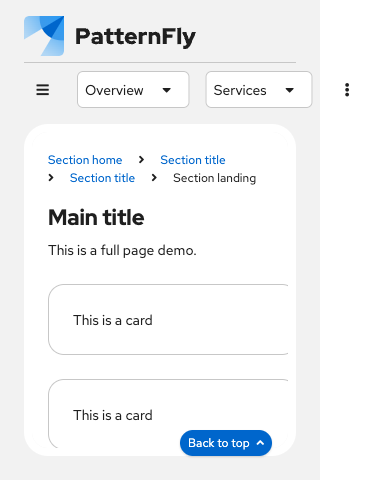 PatternFly
Overview Services
Section home Section title
Section title Section landing
Main title
This is a full page demo.
This is a card
This is a card
Back to top